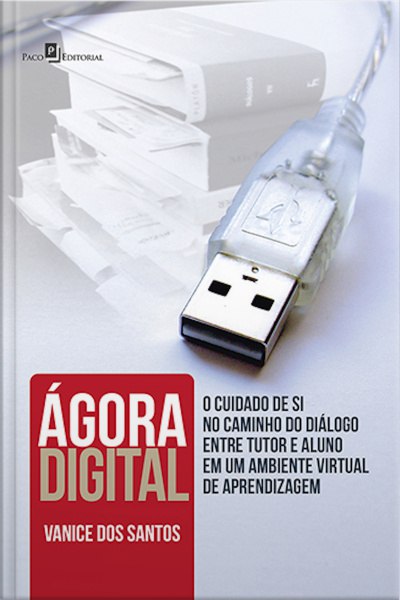 PACO EDITORIAL
ÁGORA
DIGITAL
VANICE DOS SANTOS
O CUIDADO DE SI
NO CAMINHO DO DIÁLOGO
ENTRE TUTOR E ALUNO
EM UM AMBIENTE VIRTUAL
DE APRENDIZAGEM